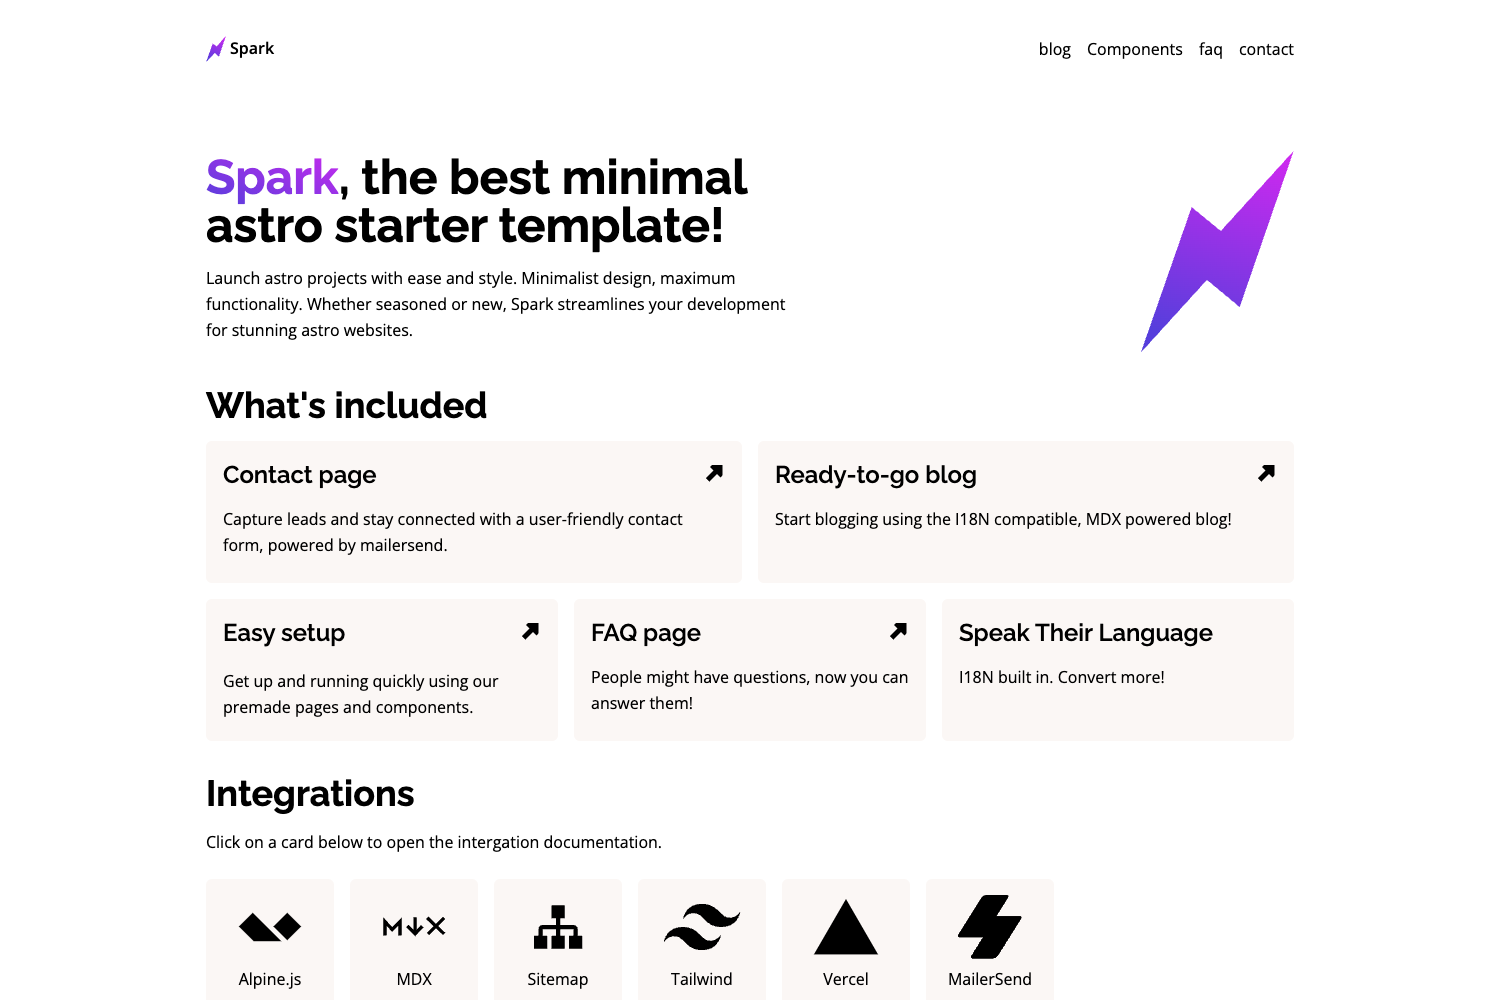 Spark
blog Components faq contact
Spark, the best minimal
astro starter template!
Launch astro projects with ease and style. Minimalist design, maximum
functionality. Whether seasoned or new, Spark streamlines your development
for stunning astro websites.
What's included
Contact page
Capture leads and stay connected with a user-friendly contact
form, powered by mailersend.
Ready-to-go blog
Start blogging using the I18N compatible, MDX powered blog!
Easy setup
Get up and running quickly using our
premade pages and components.
FAQ page
People might have questions, now you can
answer them!
Speak Their Language
I18N built in. Convert more!
Integrations
Click on a card below to open the intergation documentation.
Alpine.js
MDX
Sitemap
Tailwind
Vercel
MailerSend